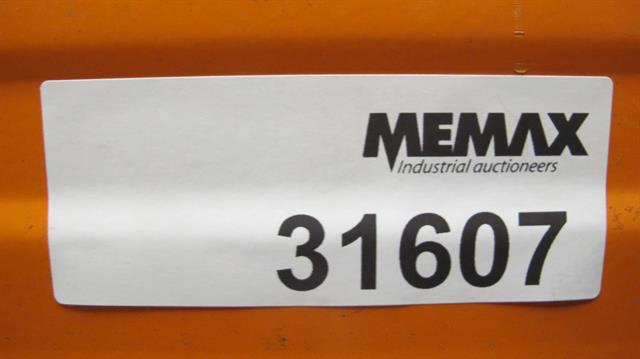 MEMAX
Industrial auctioneers
31607